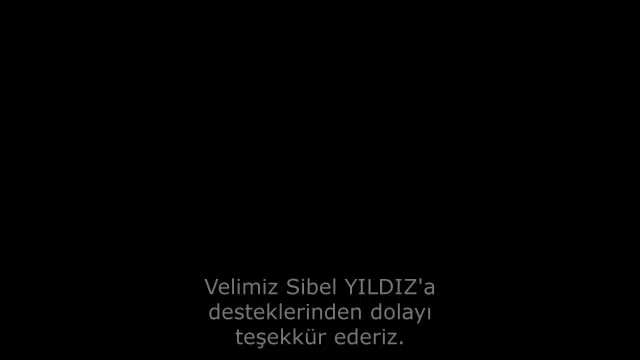 Velimiz Sibel YILDIZ'a
desteklerinden dolayı
teşekkür ederiz.